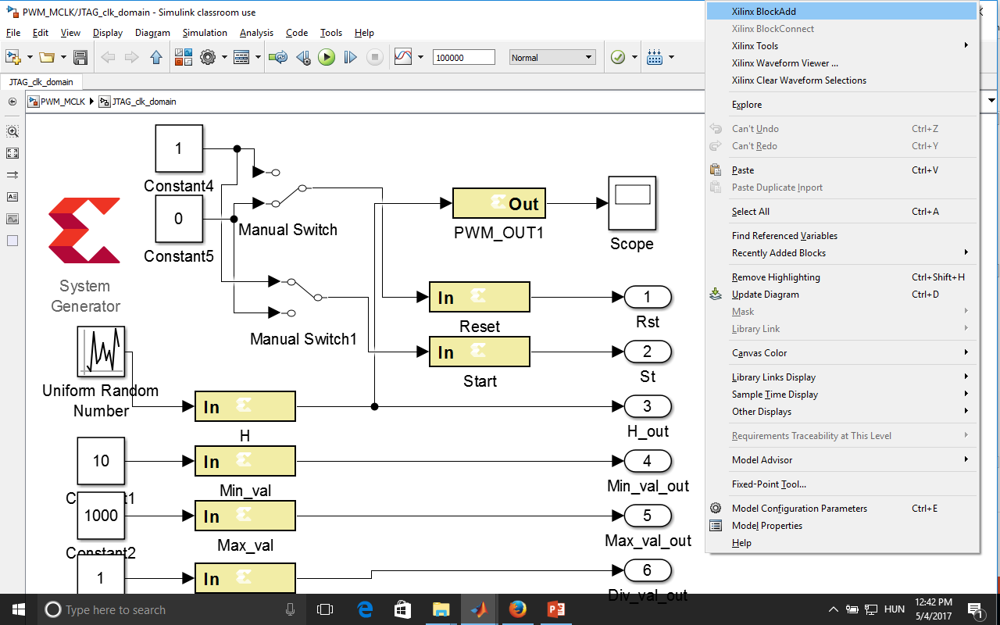 PWM_MCLK/JTAG_clk_domain - Simulink classroom use
File Edit View Display Diagram Simulation Analysis Code Tools Help
100000 Normal
JTAG_clk_domain
PWM_MCLK JTAG_clk_domain
1
Constant4
0
Constant5
Manual Switch
Manual Switch1
System
Generator
Out
PWM_OUT1
Scope
In
Reset
1
Rst
In
Start
2
St
Uniform Random
Number
In
H
3
H_out
10
In
Min_val
4
Min_val_out
1000
Constant2
In
Max_val
5
Max_val_out
1
In
6
Div_val_out
Xilinx BlockAdd
Xilinx BlockConnect
Xilinx Tools
Xilinx Waveform Viewer ...
Xilinx Clear Waveform Selections
Explore
Can't Undo Ctrl+Z
Can't Redo Ctrl+Y
Paste Ctrl+V
Paste Duplicate Inport
Select All Ctrl+A
Find Referenced Variables
Recently Added Blocks
Remove Highlighting Ctrl+Shift+H
Update Diagram Ctrl+D
Mask
Library Link
Canvas Color
Library Links Display
Sample Time Display
Other Displays
Requirements Traceability at This Level
Model Advisor
Fixed-Point Tool...
Model Configuration Parameters Ctrl+E
Model Properties
Help
Type here to search
HUN
12:42 PM
5/4/2017
1